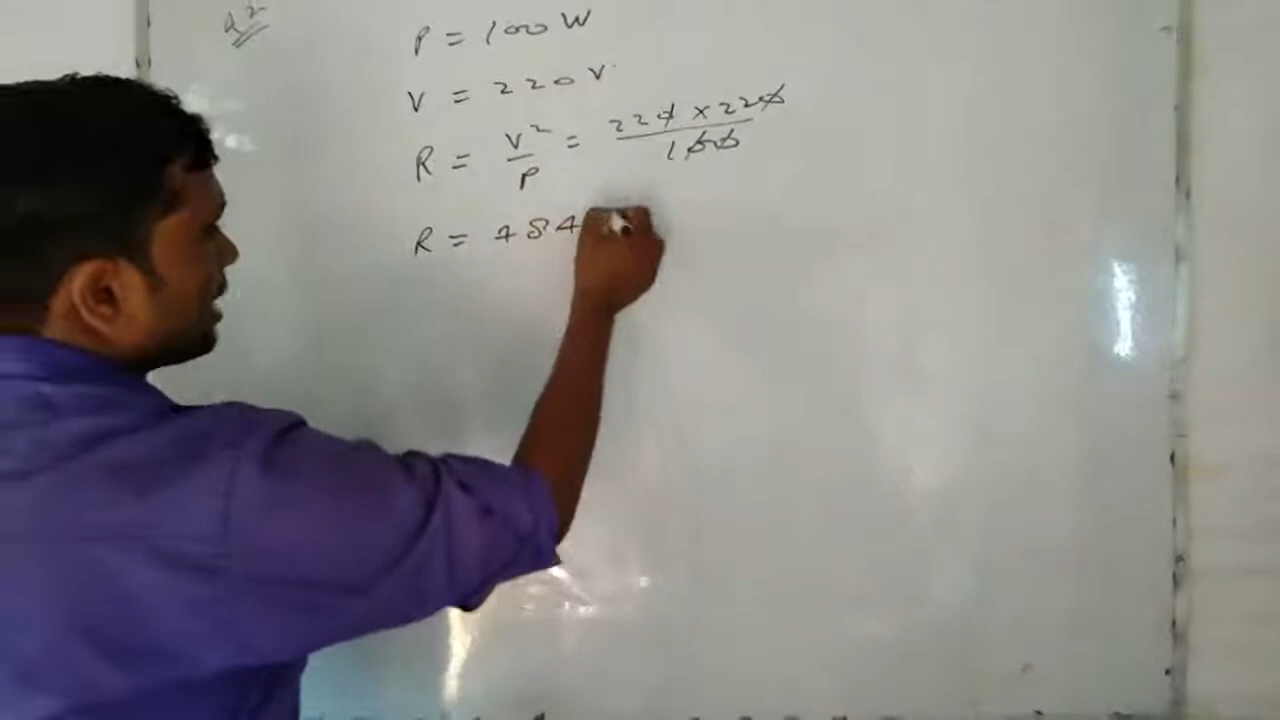 P = 100 W
V = 220 V
R = V²/P = 220 × 220 / 100
R = 484